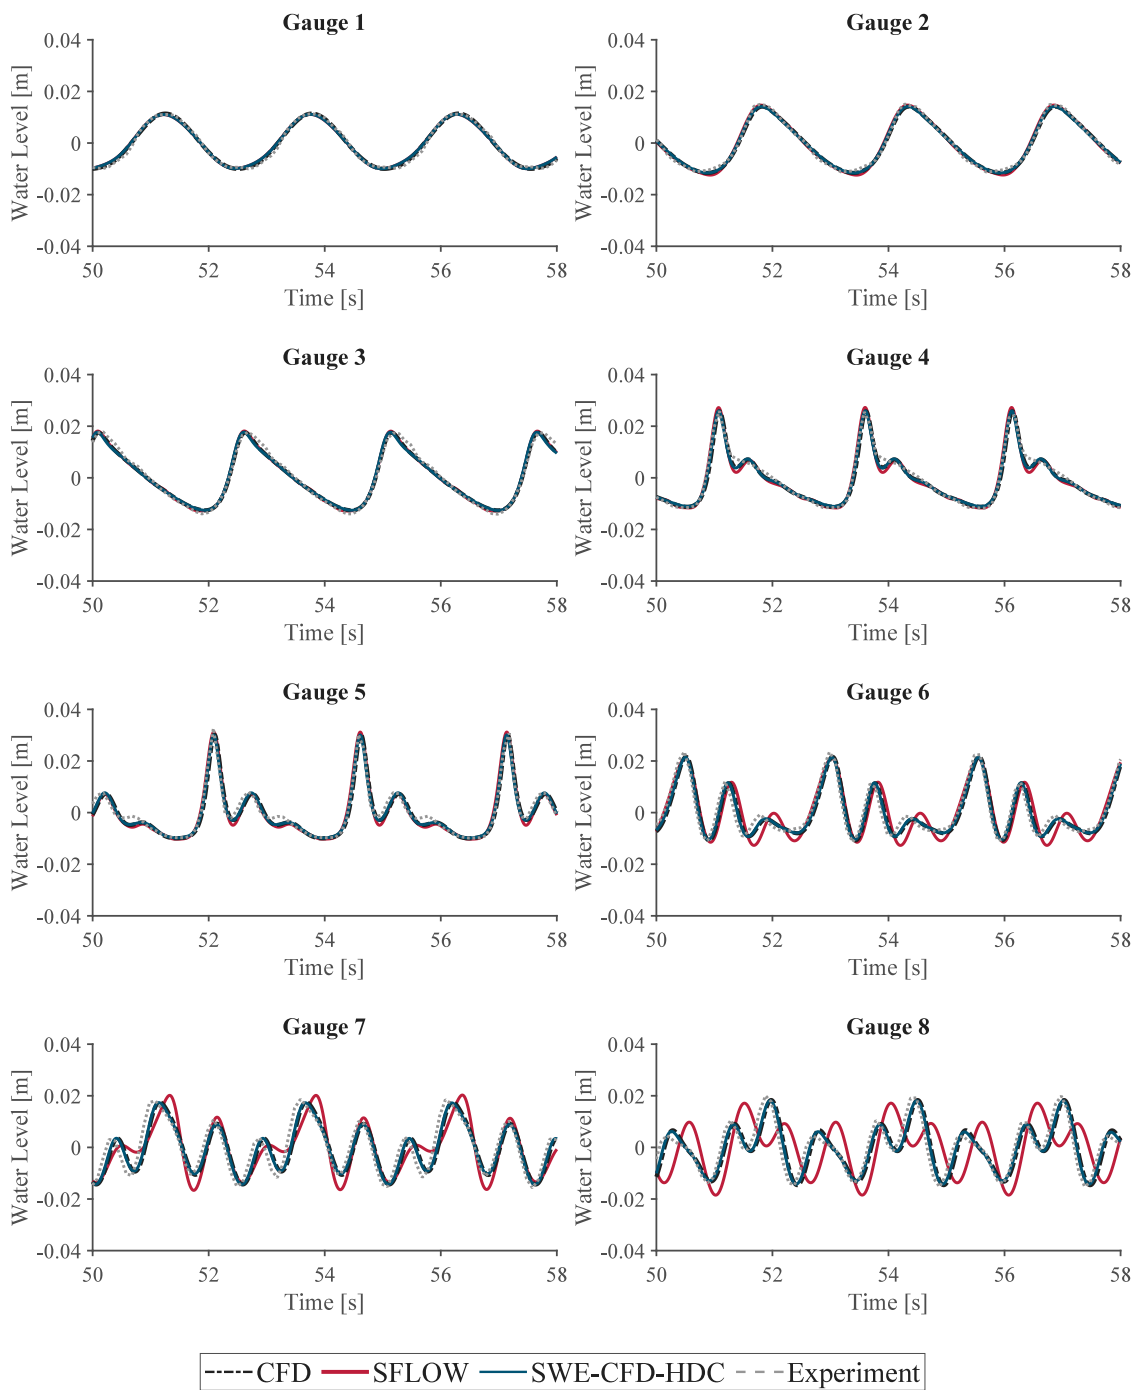 Gauge 1
0.04
0.02
0
-0.02
-0.04
Water Level [m]
50 52 54 56 58
Time [s]
Gauge 2
0.04
0.02
0
-0.02
-0.04
Water Level [m]
50 52 54 56 58
Time [s]
Gauge 3
0.04
0.02
0
-0.02
-0.04
Water Level [m]
50 52 54 56 58
Time [s]
Gauge 4
0.04
0.02
0
-0.02
-0.04
Water Level [m]
50 52 54 56 58
Time [s]
Gauge 5
0.04
0.02
0
-0.02
-0.04
Water Level [m]
50 52 54 56 58
Time [s]
Gauge 6
0.04
0.02
0
-0.02
-0.04
Water Level [m]
50 52 54 56 58
Time [s]
Gauge 7
0.04
0.02
0
-0.02
-0.04
Water Level [m]
50 52 54 56 58
Time [s]
Gauge 8
0.04
0.02
0
-0.02
-0.04
Water Level [m]
50 52 54 56 58
Time [s]
CFD SFLOW SWE-CFD-HDC Experiment